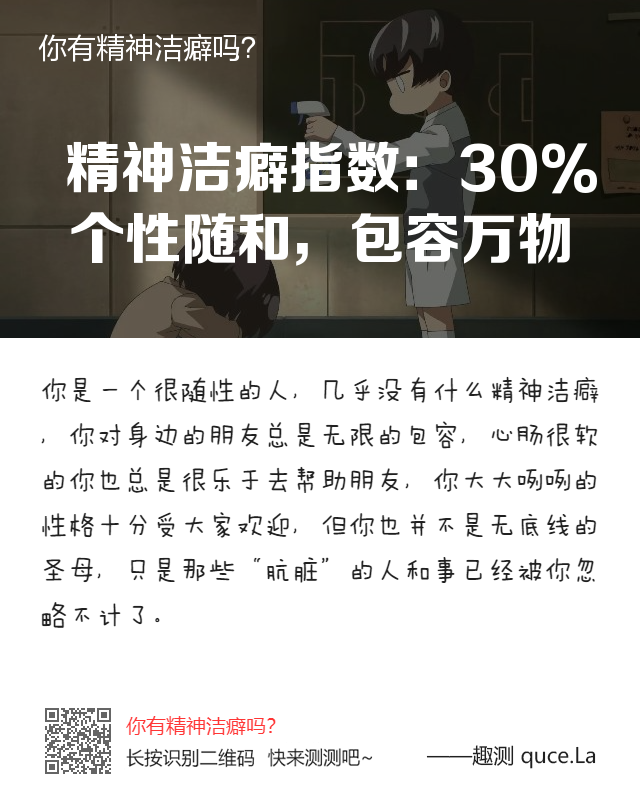 你有精神洁癖吗?
精神洁癖指数：30%
个性随和，包容万物
你是一个很随性的人，几乎没有什么精神洁癖
，你对身边的朋友总是无限的包容，心肠很软
的你也总是很乐于去帮助朋友，你大大咧咧的
性格十分受大家欢迎，但你也并不是无底线的
圣母，只是那些“肮脏”的人和事已经被你忽
略不计了。
你有精神洁癖吗?
长按识别二维码 快来测测吧~
——趣测 quce.La